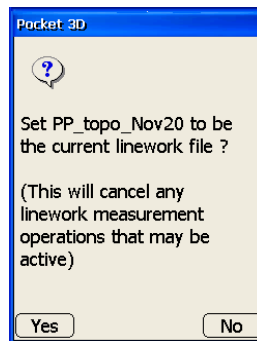 Pocket 3D
Set PP_topo_Nov20 to be
the current linework file ?
(This will cancel any
linework measurement
operations that may be
active)
Yes No